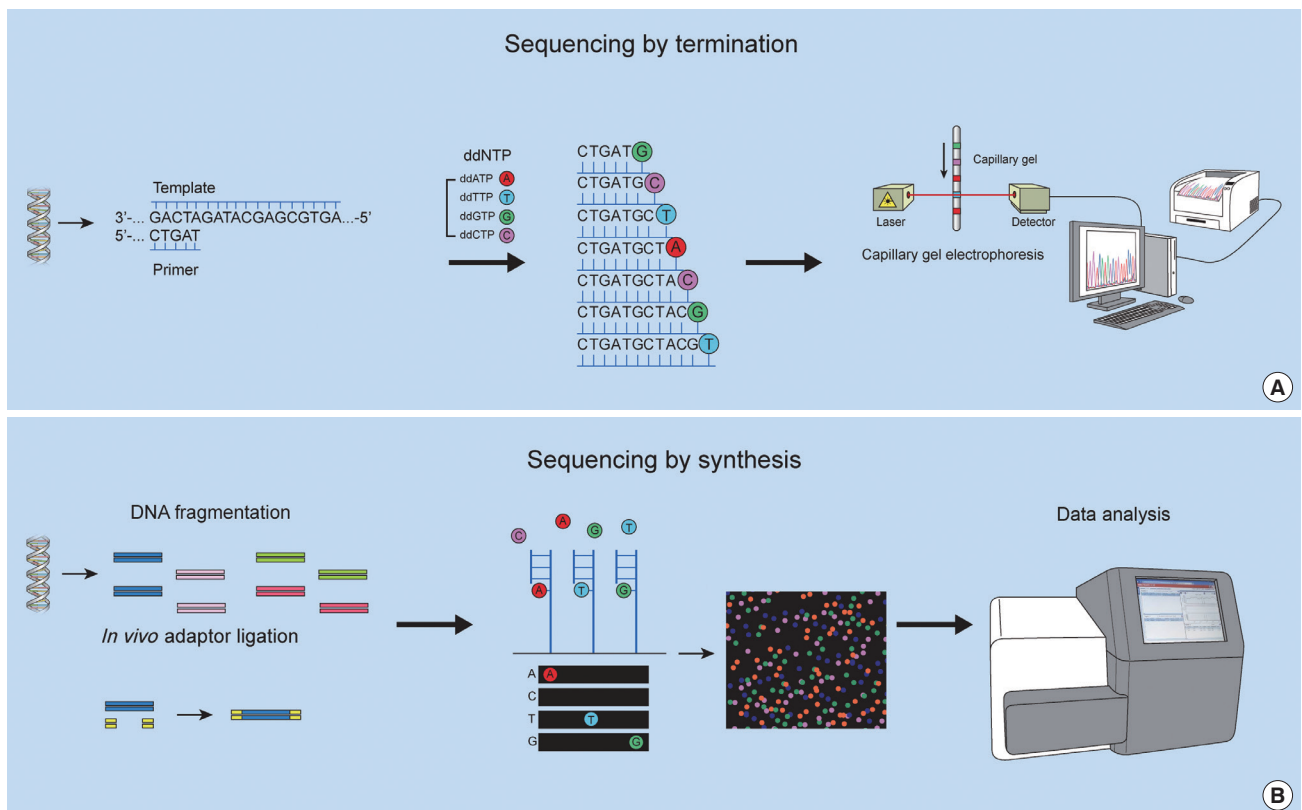 Sequencing by termination
Template
3’-... GACTAGATACGAGCGTGA...-5’
5’-... CTGAT
Primer
ddNTP
ddATP A
ddTTP T
ddGTP G
ddCTP C
CTGATG
CTGATGC
CTGATGCT
CTGATGCTA
CTGATGCTAC
CTGATGCTACG
CTGATGCTACGT
Capillary gel
Laser
Detector
Capillary gel electrophoresis
A
Sequencing by synthesis
DNA fragmentation
In vivo adaptor ligation
C A G T
A T G
A A
C
T T
G G
Data analysis
B